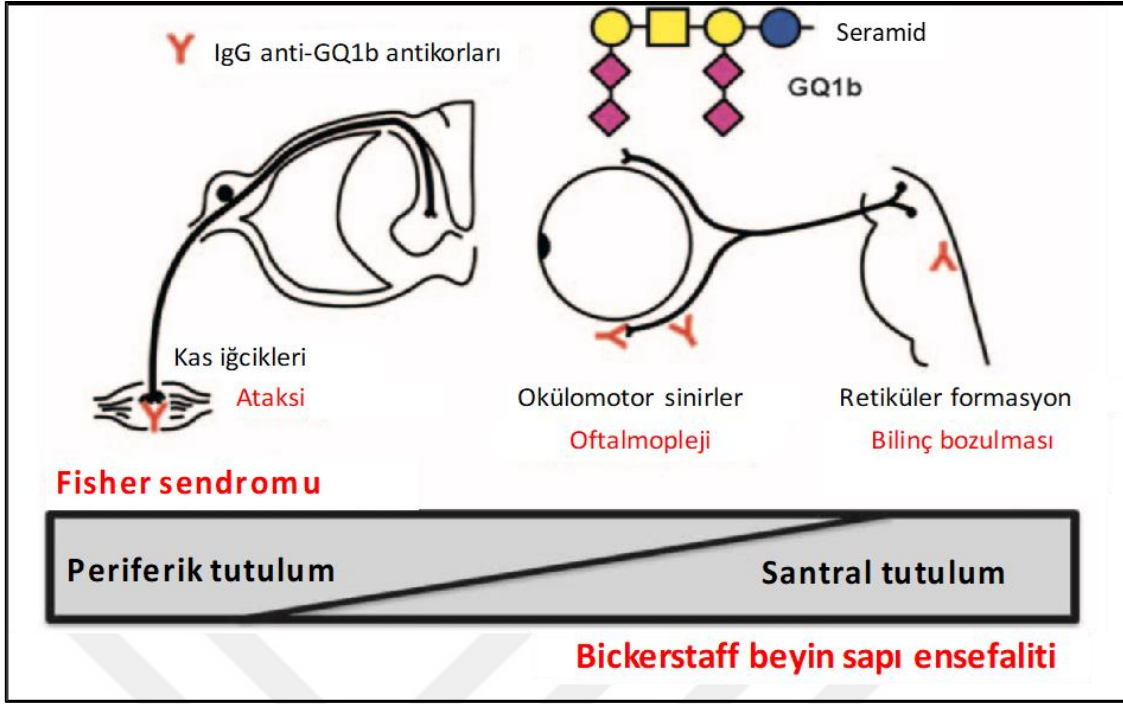 IgG anti-GQ1b antikorları
Seramid
GQ1b
Kas iğcikleri
Ataksi
Okülomotor sinirler
Oftalmopleji
Retiküler formasyon
Bilinç bozulması
Fisher sendromu
Periferik tutulum
Santral tutulum
Bickerstaff beyin sapı ensefaliti